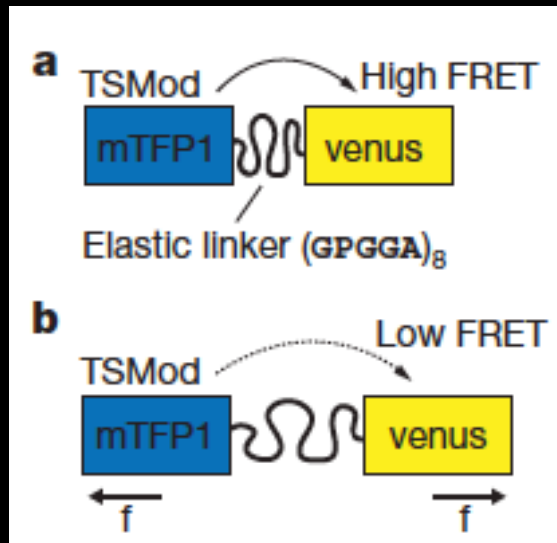 a
TSMod High FRET
mTFP1 venus
Elastic linker (GPGGA)8
b
TSMod Low FRET
mTFP1 venus
f f